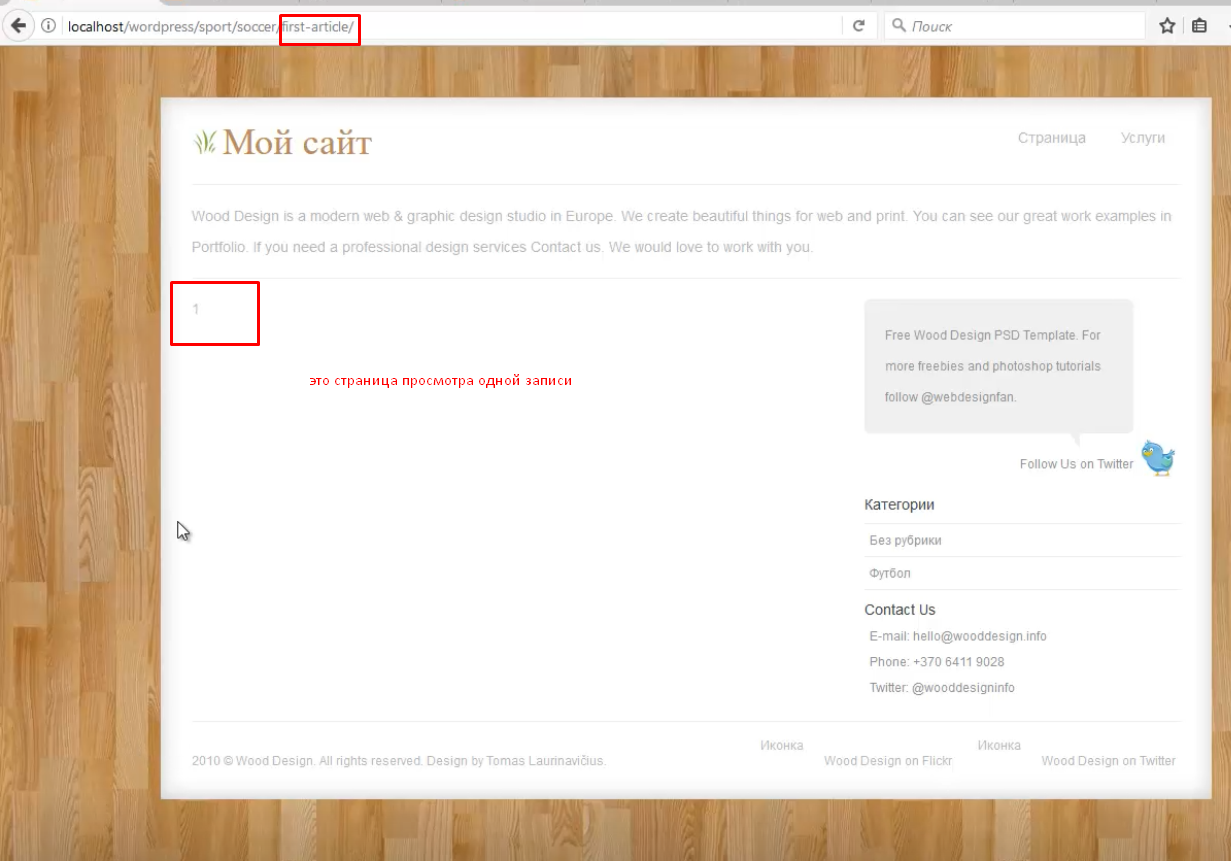 localhost/wordpress/sport/soccer/first-article/
Поиск
Мой сайт
Страница
Услуги
Wood Design is a modern web & graphic design studio in Europe. We create beautiful things for web and print. You can see our great work examples in
Portfolio. If you need a professional design services Contact us. We would love to work with you.
1
это страница просмотра одной записи
Free Wood Design PSD Template. For
more freebies and photoshop tutorials
follow @webdesignfan.
Follow Us on Twitter
Категории
Без рубрики
Футбол
Contact Us
E-mail: hello@wooddesign.info
Phone: +370 6411 9028
Twitter: @wooddesigninfo
2010 © Wood Design. All rights reserved. Design by Tomas Laurinavičius.
Иконка
Wood Design on Flickr
Иконка
Wood Design on Twitter